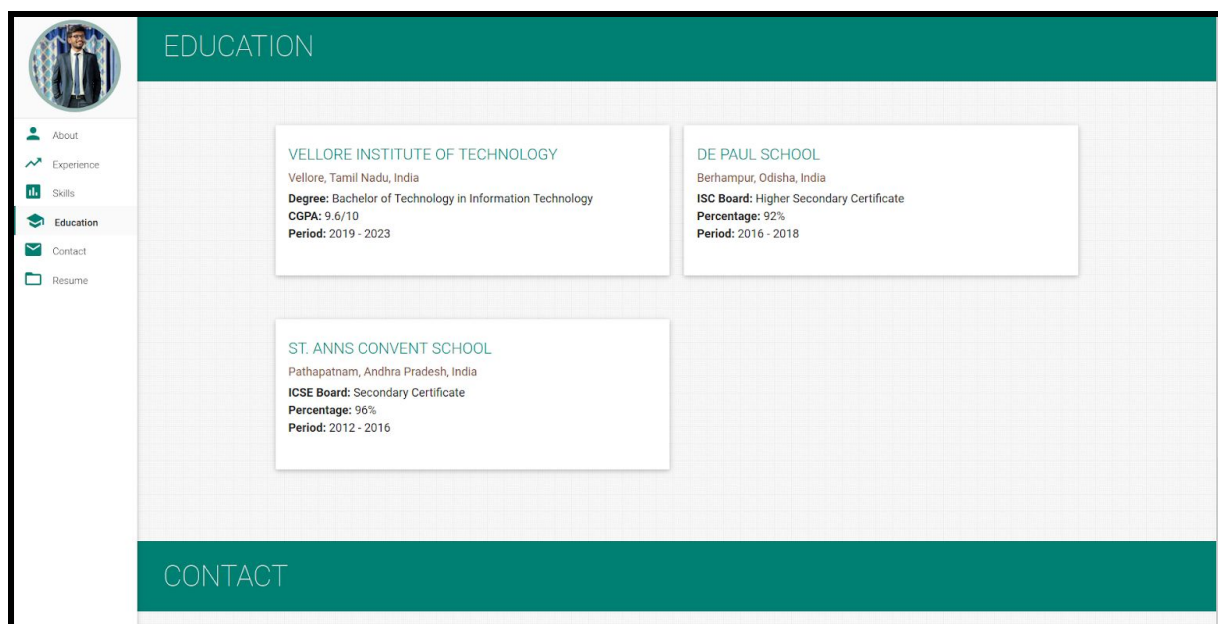 EDUCATION
About
Experience
Skills
Education
Contact
Resume
VELLORE INSTITUTE OF TECHNOLOGY
Vellore, Tamil Nadu, India
Degree: Bachelor of Technology in Information Technology
CGPA: 9.6/10
Period: 2019 - 2023
DE PAUL SCHOOL
Berhampur, Odisha, India
ISC Board: Higher Secondary Certificate
Percentage: 92%
Period: 2016 - 2018
ST. ANNS CONVENT SCHOOL
Pathapatnam, Andhra Pradesh, India
ICSE Board: Secondary Certificate
Percentage: 96%
Period: 2012 - 2016
CONTACT